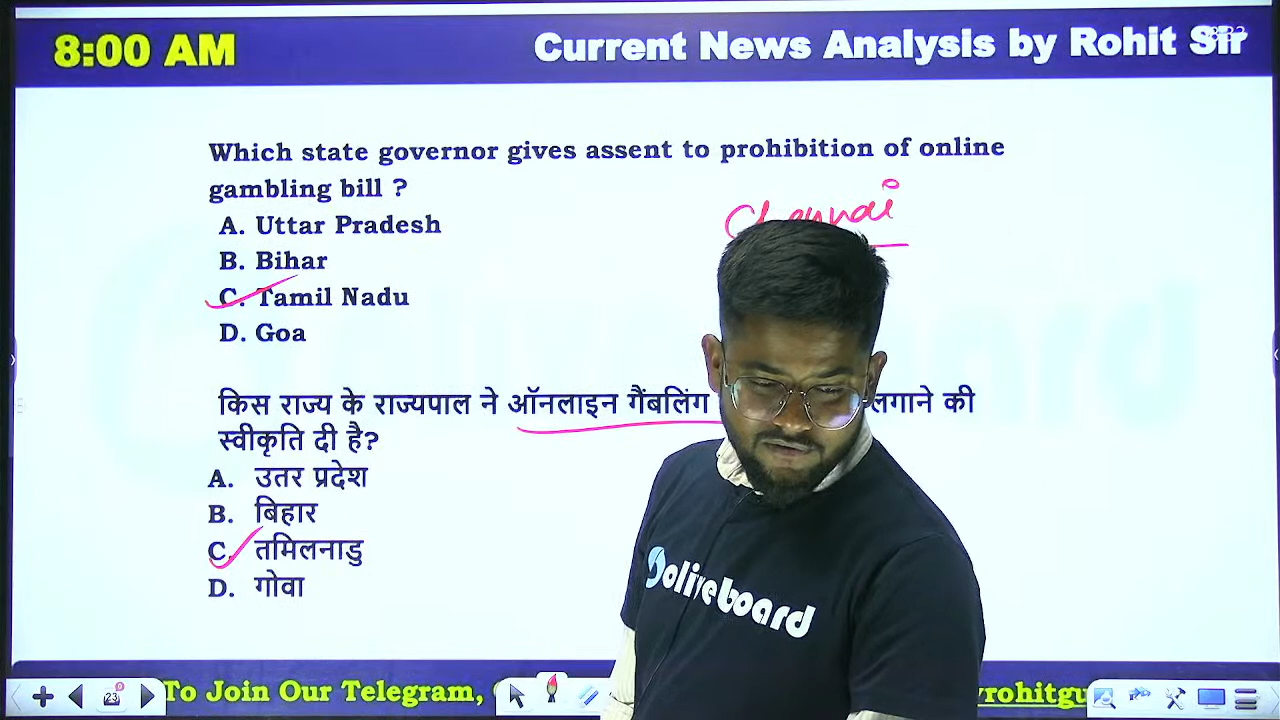 8:00 AM
Current News Analysis by Rohit Sir
Which state governor gives assent to prohibition of online
gambling bill ?
Chennai
A. Uttar Pradesh
B. Bihar
C. Tamil Nadu
D. Goa
किस राज्य के राज्यपाल ने ऑनलाइन गैंबलिंग लगाने की
स्वीकृति दी है?
A. उतर प्रदेश
B. बिहार
C. तमिलनाडु
D. गोवा
oliveboard
23
To Join Our Telegram,